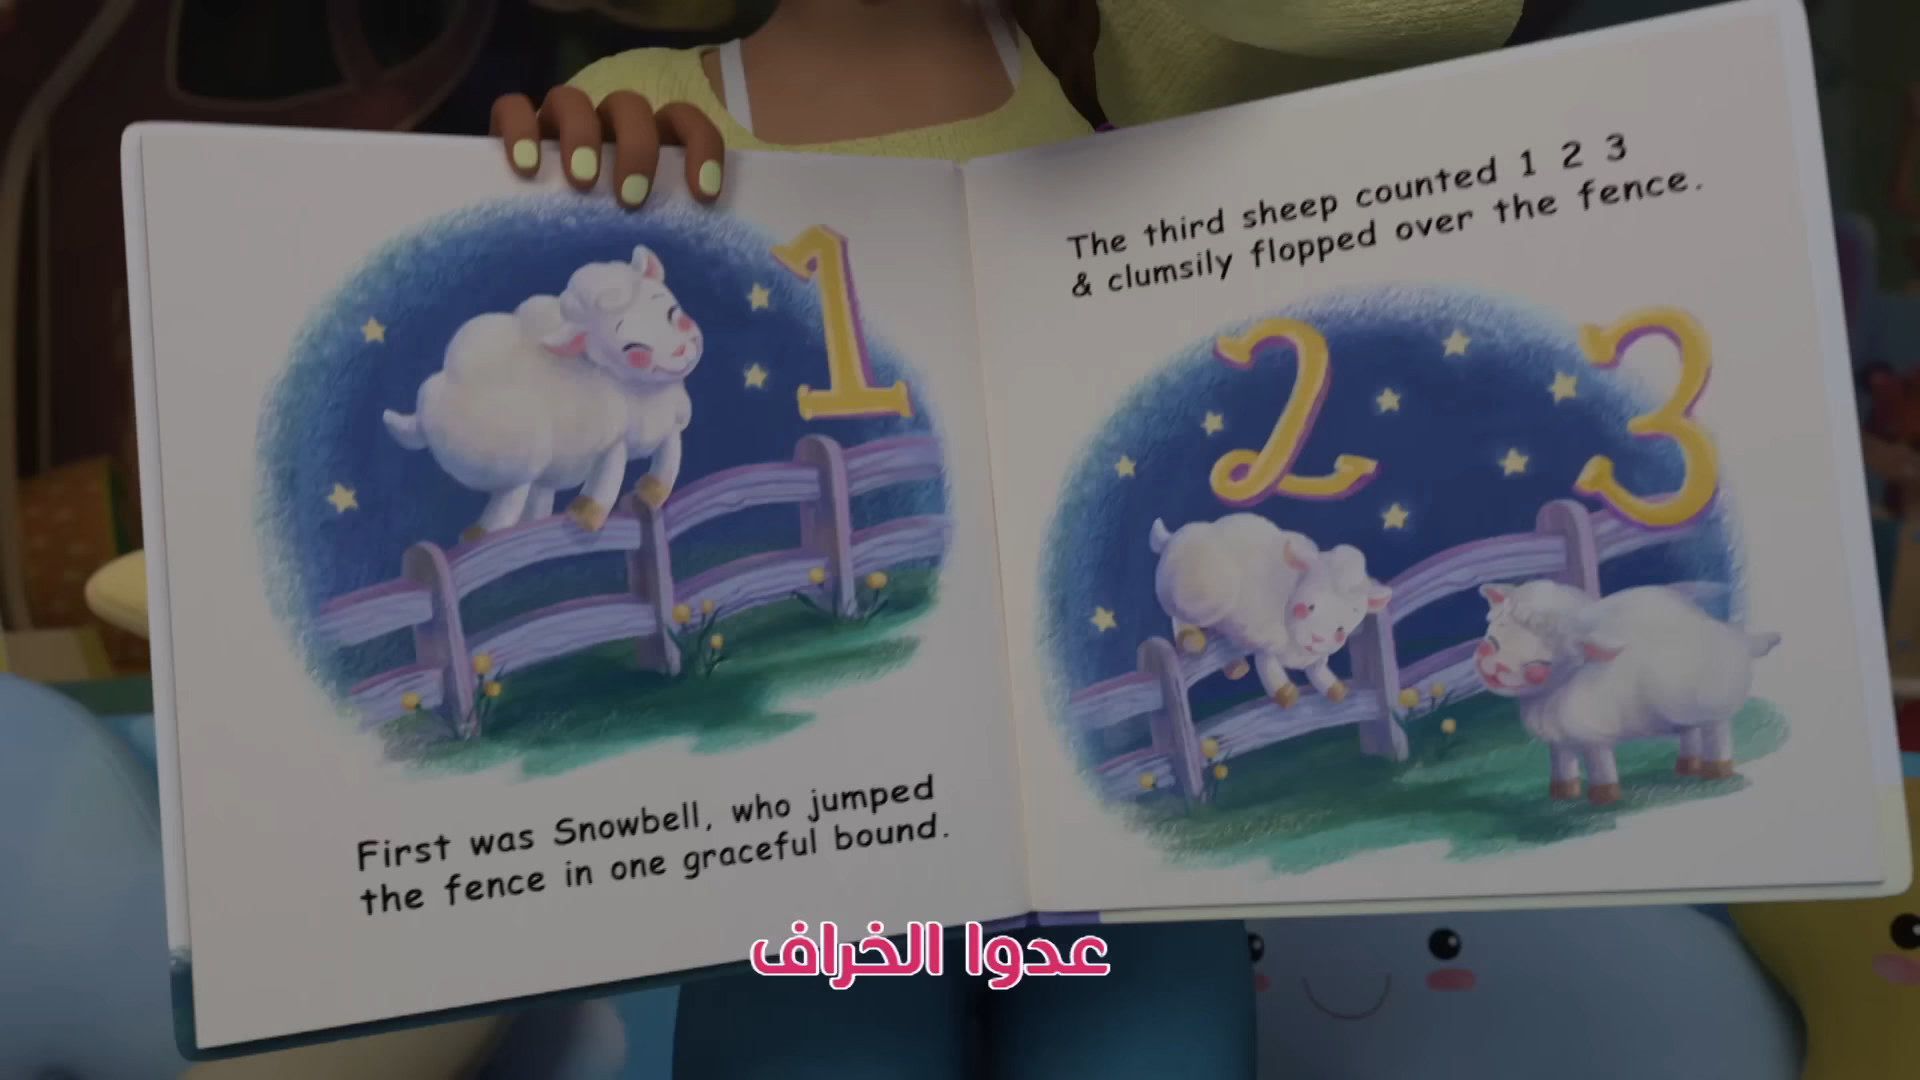 1
First was Snowbell, who jumped
the fence in one graceful bound.
The third sheep counted 1 2 3
& clumsily flopped over the fence.
2 3
عدوا الخراف